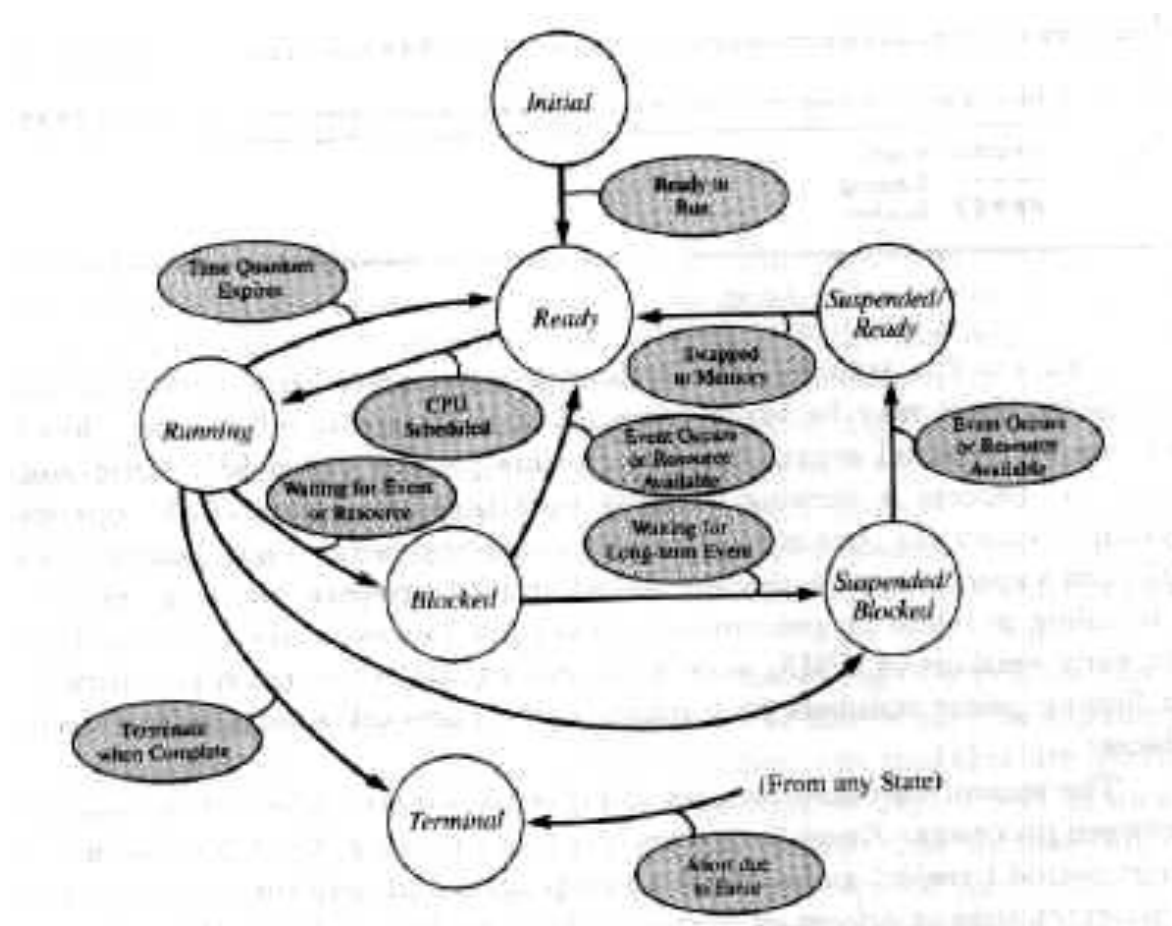 Initial
Ready to
Run
Time Quantum
Expires
Ready
Suspended/
Ready
Swapped
in Memory
CPU
Scheduled
Running
Event Occurs
or Resource
Available
Event Occurs
or Resource
Available
Waiting for Event
or Resource
Waiting for
Long-term Event
Blocked
Suspended/
Blocked
Terminate
when Complete
(From any State)
Terminal
Abort due
to Error